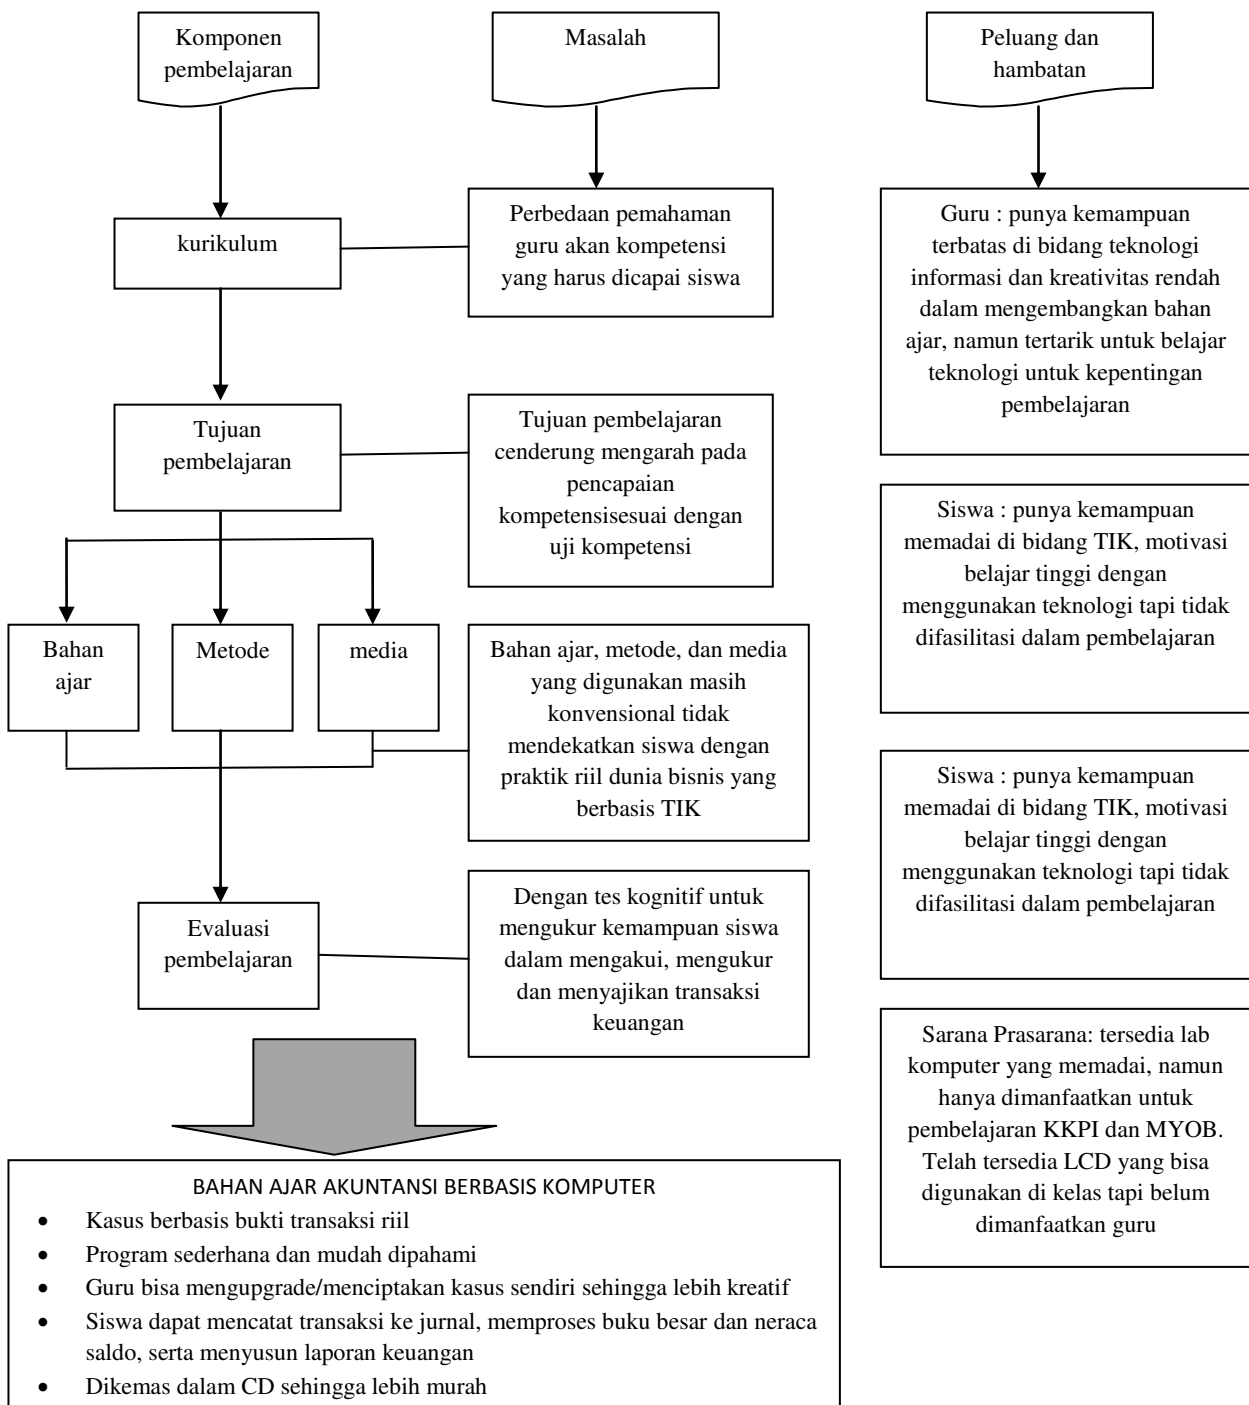 Komponen
pembelajaran
Masalah
Peluang dan
hambatan
kurikulum
Perbedaan pemahaman
guru akan kompetensi
yang harus dicapai siswa
Guru : punya kemampuan
terbatas di bidang teknologi
informasi dan kreativitas rendah
dalam mengembangkan bahan
ajar, namun tertarik untuk belajar
teknologi untuk kepentingan
pembelajaran
Tujuan
pembelajaran
Tujuan pembelajaran
cenderung mengarah pada
pencapaian
kompetensisesuai dengan
uji kompetensi
Siswa : punya kemampuan
memadai di bidang TIK, motivasi
belajar tinggi dengan
menggunakan teknologi tapi tidak
difasilitasi dalam pembelajaran
Bahan
ajar
Metode
media
Bahan ajar, metode, dan media
yang digunakan masih
konvensional tidak
mendekatkan siswa dengan
praktik riil dunia bisnis yang
berbasis TIK
Siswa : punya kemampuan
memadai di bidang TIK, motivasi
belajar tinggi dengan
menggunakan teknologi tapi tidak
difasilitasi dalam pembelajaran
Evaluasi
pembelajaran
Dengan tes kognitif untuk
mengukur kemampuan siswa
dalam mengakui, mengukur
dan menyajikan transaksi
keuangan
Sarana Prasarana: tersedia lab
komputer yang memadai, namun
hanya dimanfaatkan untuk
pembelajaran KKPI dan MYOB.
Telah tersedia LCD yang bisa
digunakan di kelas tapi belum
dimanfaatkan guru
BAHAN AJAR AKUNTANSI BERBASIS KOMPUTER
• Kasus berbasis bukti transaksi riil
• Program sederhana dan mudah dipahami
• Guru bisa mengupgrade/menciptakan kasus sendiri sehingga lebih kreatif
• Siswa dapat mencatat transaksi ke jurnal, memproses buku besar dan neraca
saldo, serta menyusun laporan keuangan
• Dikemas dalam CD sehingga lebih murah